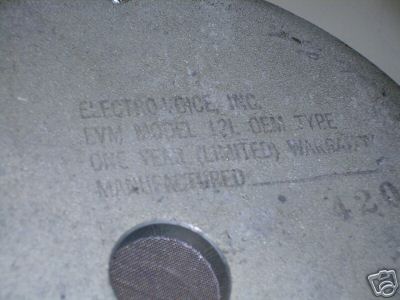 ELECTRO VOICE, INC.
EVM MODEL 12L OEM TYPE
ONE YEAR (LIMITED) WARRANTY
MANUFACTURED
420